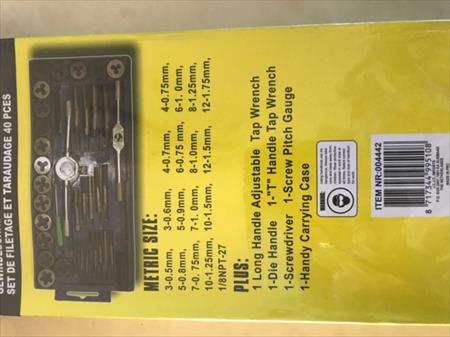 SET DE FILETAGE ET TARAUDAGE 40 PCES
METRIC SIZE:
3-0.5mm, 3-0.6mm, 4-0.7mm, 4-0.75mm,
5-0.8mm, 5-0.9mm, 6-0.75 mm, 6-1. 0mm,
7-0. 75mm, 7-1. 0mm, 8-1.0mm, 8-1.25mm,
10-1.25mm, 10-1.5mm, 12-1.5mm, 12-1.75mm,
1/8NPT-27
PLUS:
1 Long Handle Adjustable Tap Wrench
1-Die Handle 1-"T" Handle Tap Wrench
1-Screwdriver 1-Screw Pitch Gauge
1-Handy Carrying Case
ITEM NR:004442
8 717344 995108